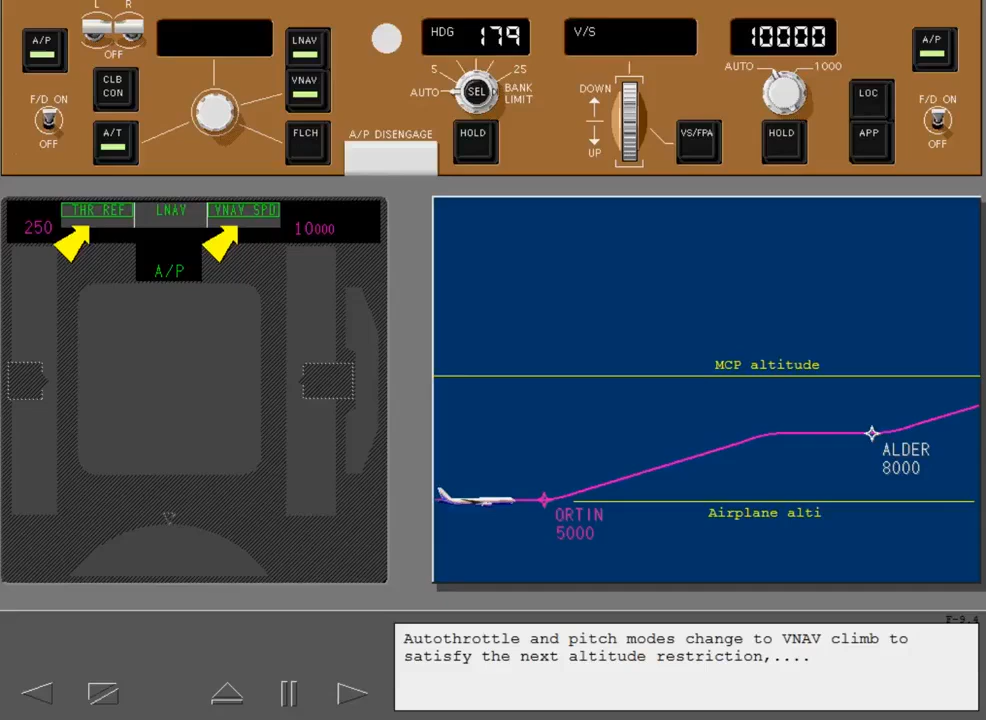 L R
OFF
A/P
F/D ON
OFF
CLB
CON
A/T
LNAV
VNAV
FLCH
A/P DISENGAGE
HDG 179
5 25
AUTO
SEL
BANK
LIMIT
HOLD
V/S
DOWN
UP
VS/FPA
10000
AUTO 1000
HOLD
LOC
APP
A/P
F/D ON
OFF
250 THR REF LNAV VNAV SPD 10000
A/P
MCP altitude
ALDER
8000
ORTIN
5000
Airplane alti
F-9.4
Autothrottle and pitch modes change to VNAV climb to
satisfy the next altitude restriction,....